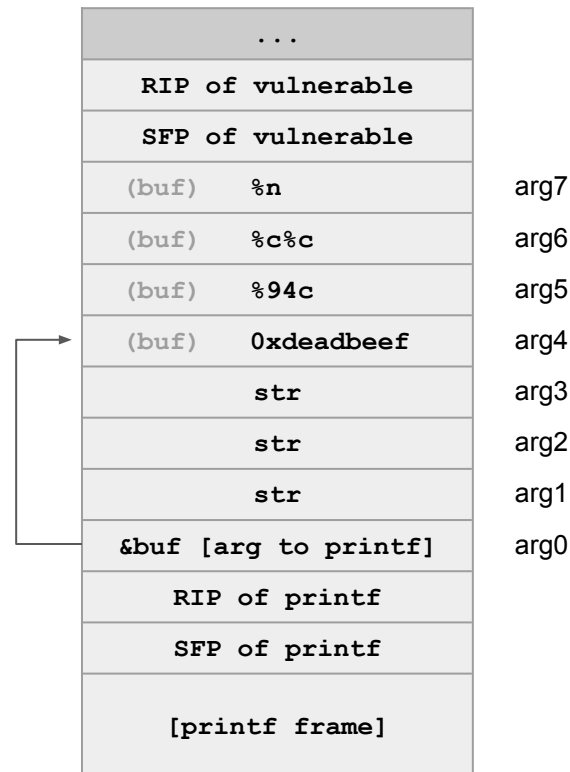 ...
RIP of vulnerable
SFP of vulnerable
(buf) %n arg7
(buf) %c%c arg6
(buf) %94c arg5
(buf) 0xdeadbeef arg4
str arg3
str arg2
str arg1
&buf [arg to printf] arg0
RIP of printf
SFP of printf
[printf frame]